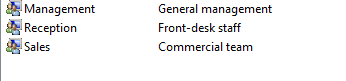 Management General management
Reception Front-desk staff
Sales Commercial team